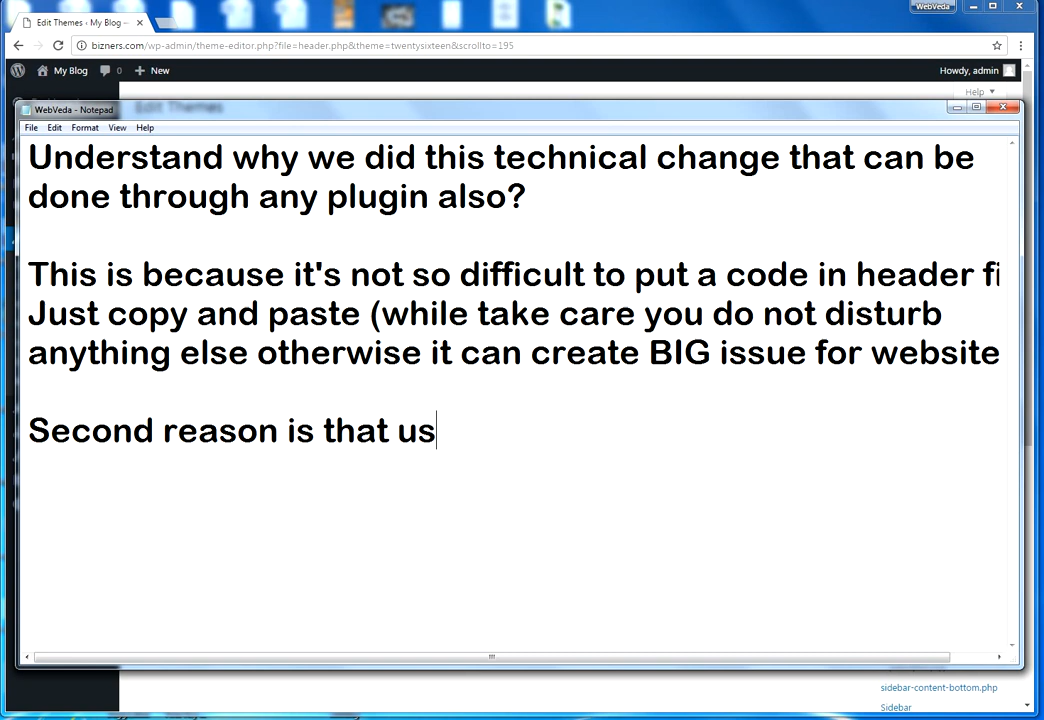 WebVeda
Edit Themes ‹ My Blog —
bizners.com/wp-admin/theme-editor.php?file=header.php&theme=twentysixteen&scrollto=195
My Blog 0 New Howdy, admin
Help
Edit Themes
WebVeda - Notepad
File Edit Format View Help
Understand why we did this technical change that can be
done through any plugin also?
This is because it's not so difficult to put a code in header fi
Just copy and paste (while take care you do not disturb
anything else otherwise it can create BIG issue for website
Second reason is that us
sidebar-content-bottom.php
Sidebar